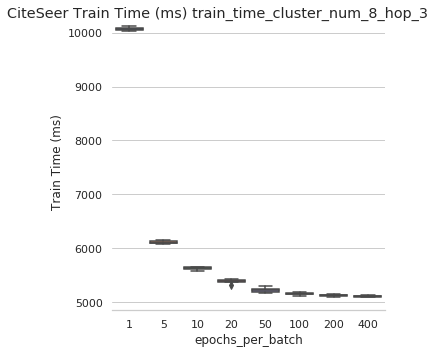 CiteSeer Train Time (ms) train_time_cluster_num_8_hop_3
10000
9000
8000
7000
6000
5000
Train Time (ms)
1 5 10 20 50 100 200 400
epochs_per_batch